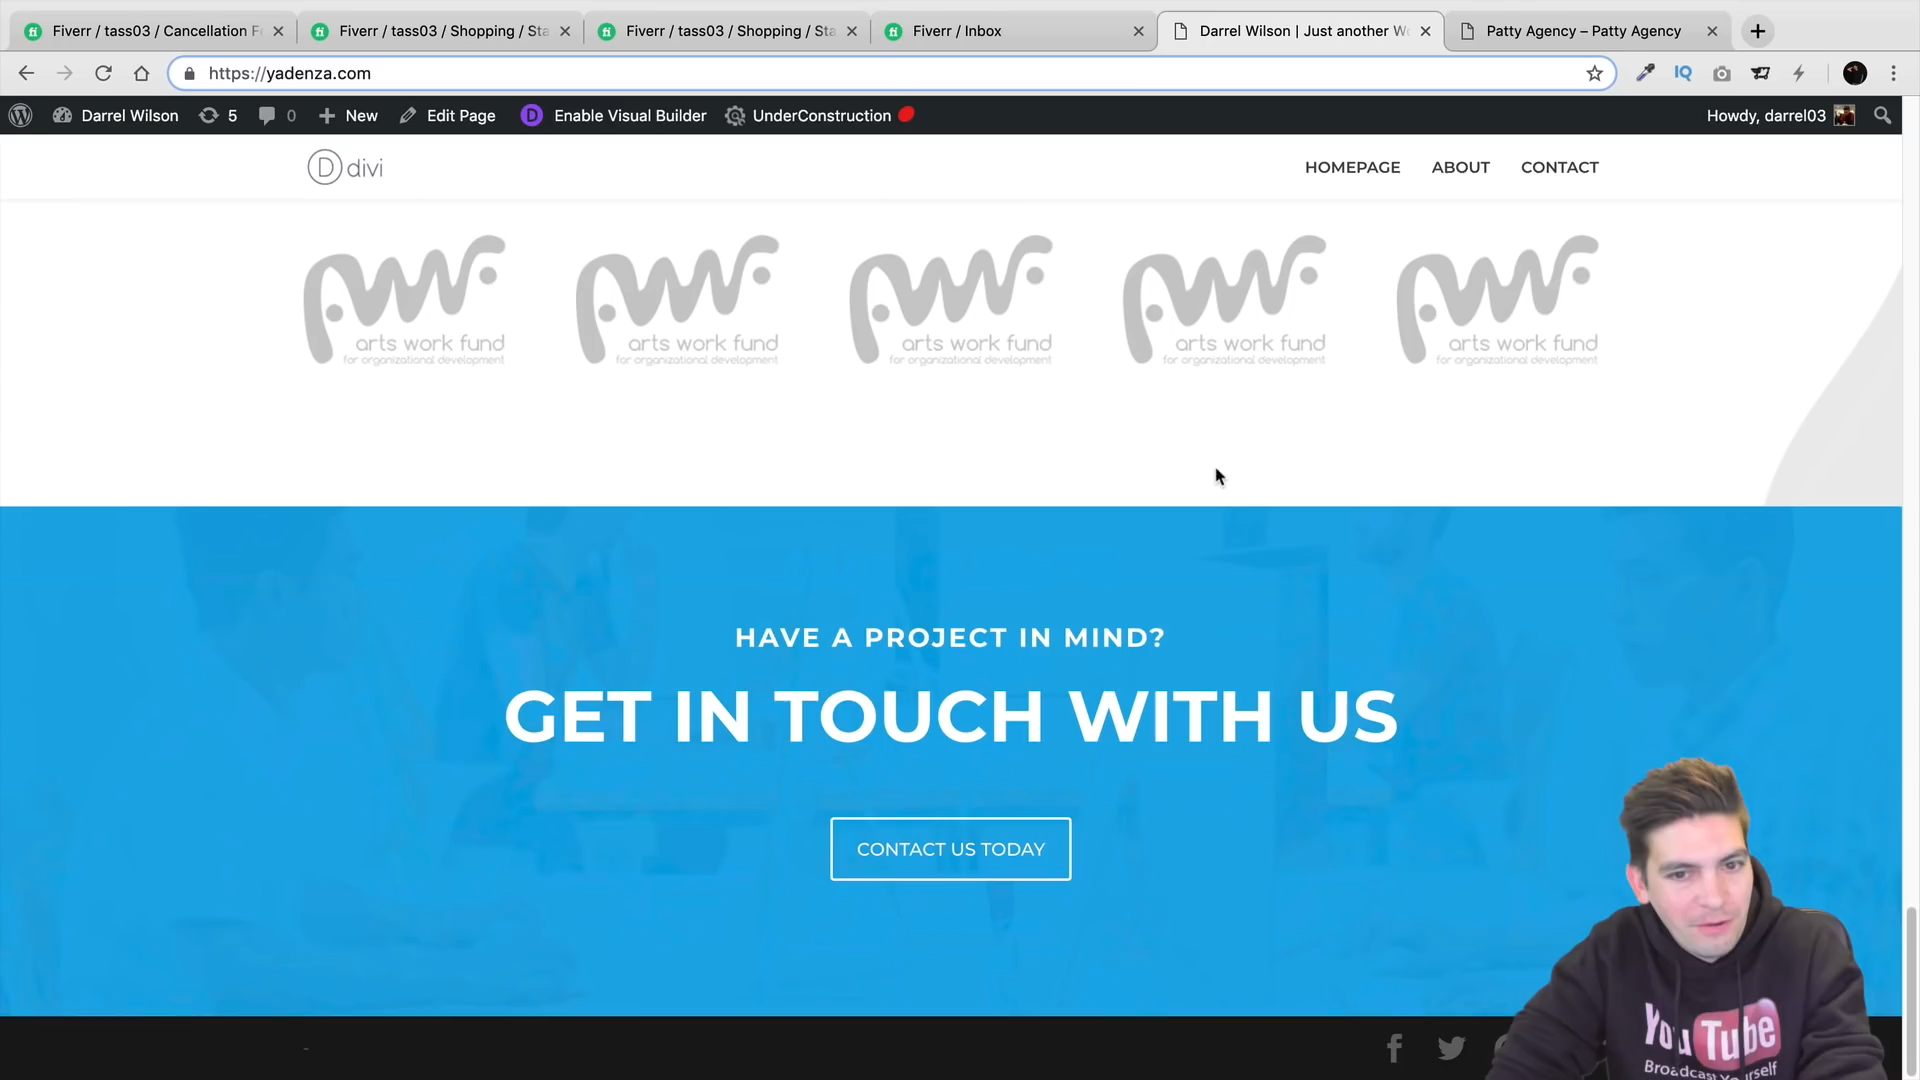 Fiverr / tass03 / Cancellation F
Fiverr / tass03 / Shopping / Sta
Fiverr / tass03 / Shopping / Sta
Fiverr / Inbox
Darrel Wilson | Just another W
Patty Agency – Patty Agency
https://yadenza.com
IQ
Darrel Wilson
5
0
New
Edit Page
D
Enable Visual Builder
UnderConstruction
Howdy, darrel03
D divi
HOMEPAGE
ABOUT
CONTACT
arts work fund
for organizational development
arts work fund
for organizational development
arts work fund
for organizational development
arts work fund
for organizational development
arts work fund
for organizational development
HAVE A PROJECT IN MIND?
GET IN TOUCH WITH US
CONTACT US TODAY
YouTube
Broadcast Yourself